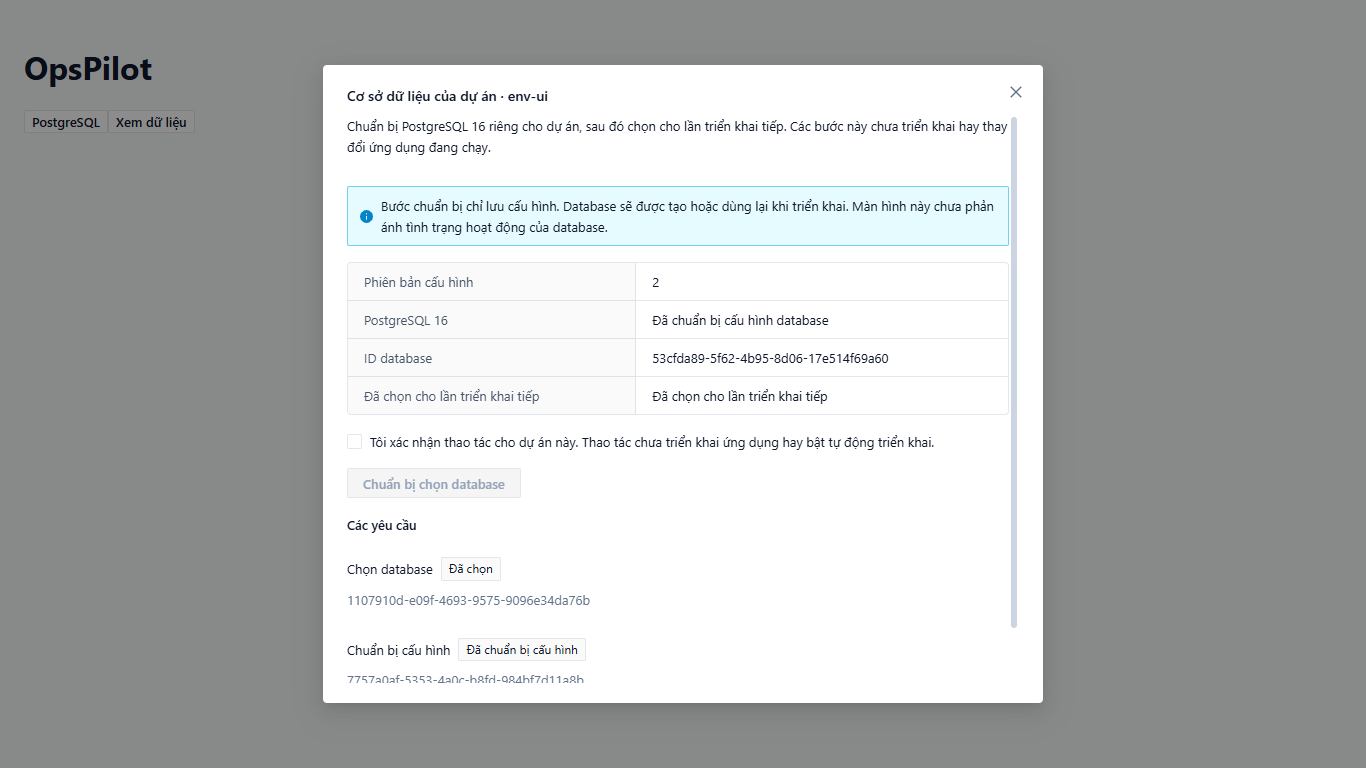 OpsPilot
PostgreSQL
Xem dữ liệu
Cơ sở dữ liệu của dự án · env-ui
Chuẩn bị PostgreSQL 16 riêng cho dự án, sau đó chọn cho lần triển khai tiếp. Các bước này chưa triển khai hay thay
đổi ứng dụng đang chạy.
Bước chuẩn bị chỉ lưu cấu hình. Database sẽ được tạo hoặc dùng lại khi triển khai. Màn hình này chưa phản
ánh tình trạng hoạt động của database.
Phiên bản cấu hình 2
PostgreSQL 16 Đã chuẩn bị cấu hình database
ID database 53cfda89-5f62-4b95-8d06-17e514f69a60
Đã chọn cho lần triển khai tiếp Đã chọn cho lần triển khai tiếp
Tôi xác nhận thao tác cho dự án này. Thao tác chưa triển khai ứng dụng hay bật tự động triển khai.
Chuẩn bị chọn database
Các yêu cầu
Chọn database Đã chọn
1107910d-e09f-4693-9575-9096e34da76b
Chuẩn bị cấu hình Đã chuẩn bị cấu hình
7757a0af-5353-4a0c-b8fd-984bf7d11a8b